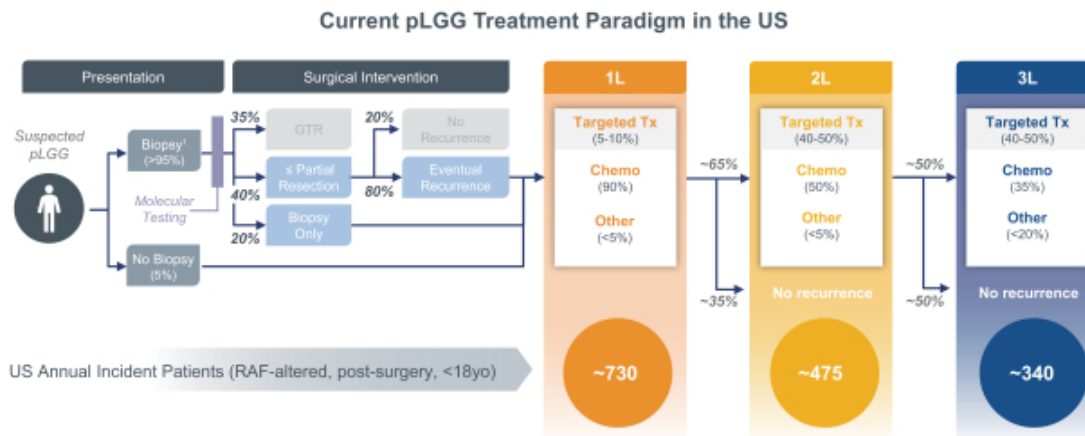 Current pLGG Treatment Paradigm in the US
Presentation
Surgical Intervention
1L
2L
3L
Suspected
pLGG
Biopsy¹
(>95%)
Molecular
Testing
No Biopsy
(5%)
35%
GTR
40%
≤ Partial
Resection
20%
Biopsy
Only
20%
No
Recurrence
80%
Eventual
Recurrence
Targeted Tx
(5-10%)
Chemo
(90%)
Other
(<5%)
~65%
~35%
Targeted Tx
(40-50%)
Chemo
(50%)
Other
(<5%)
No recurrence
~50%
~50%
Targeted Tx
(40-50%)
Chemo
(35%)
Other
(<20%)
No recurrence
US Annual Incident Patients (RAF-altered, post-surgery, <18yo)
~730
~475
~340